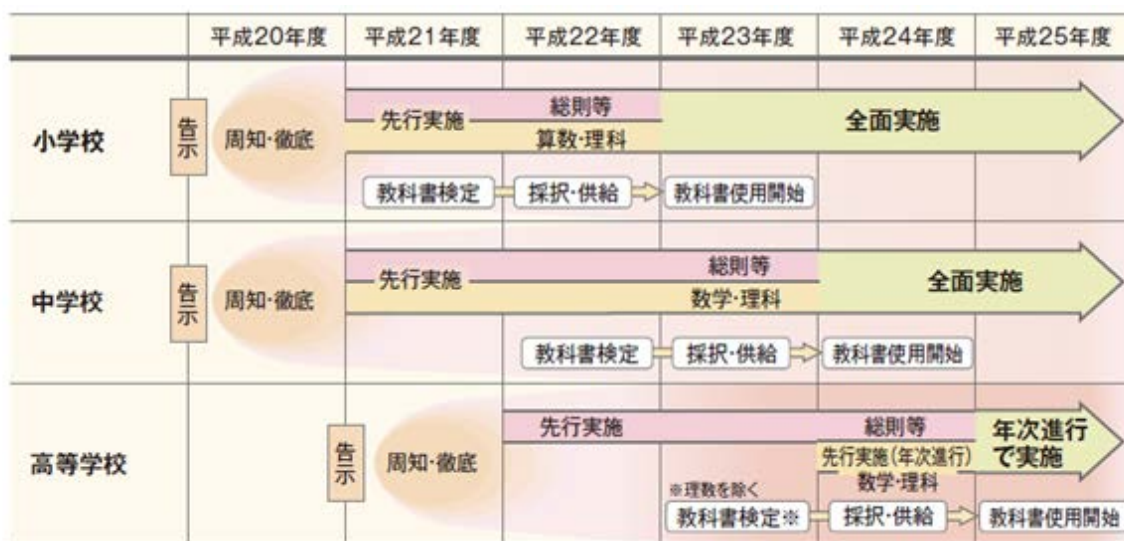 平成20年度 平成21年度 平成22年度 平成23年度 平成24年度 平成25年度
小学校
告示
周知・徹底
先行実施
総則等
算数・理科
全面実施
教科書検定
採択・供給
教科書使用開始
中学校
告示
周知・徹底
先行実施
総則等
数学・理科
全面実施
教科書検定
採択・供給
教科書使用開始
高等学校
告示
周知・徹底
先行実施
総則等
先行実施(年次進行)
数学・理科
年次進行
で実施
※理数を除く
教科書検定※
採択・供給
教科書使用開始